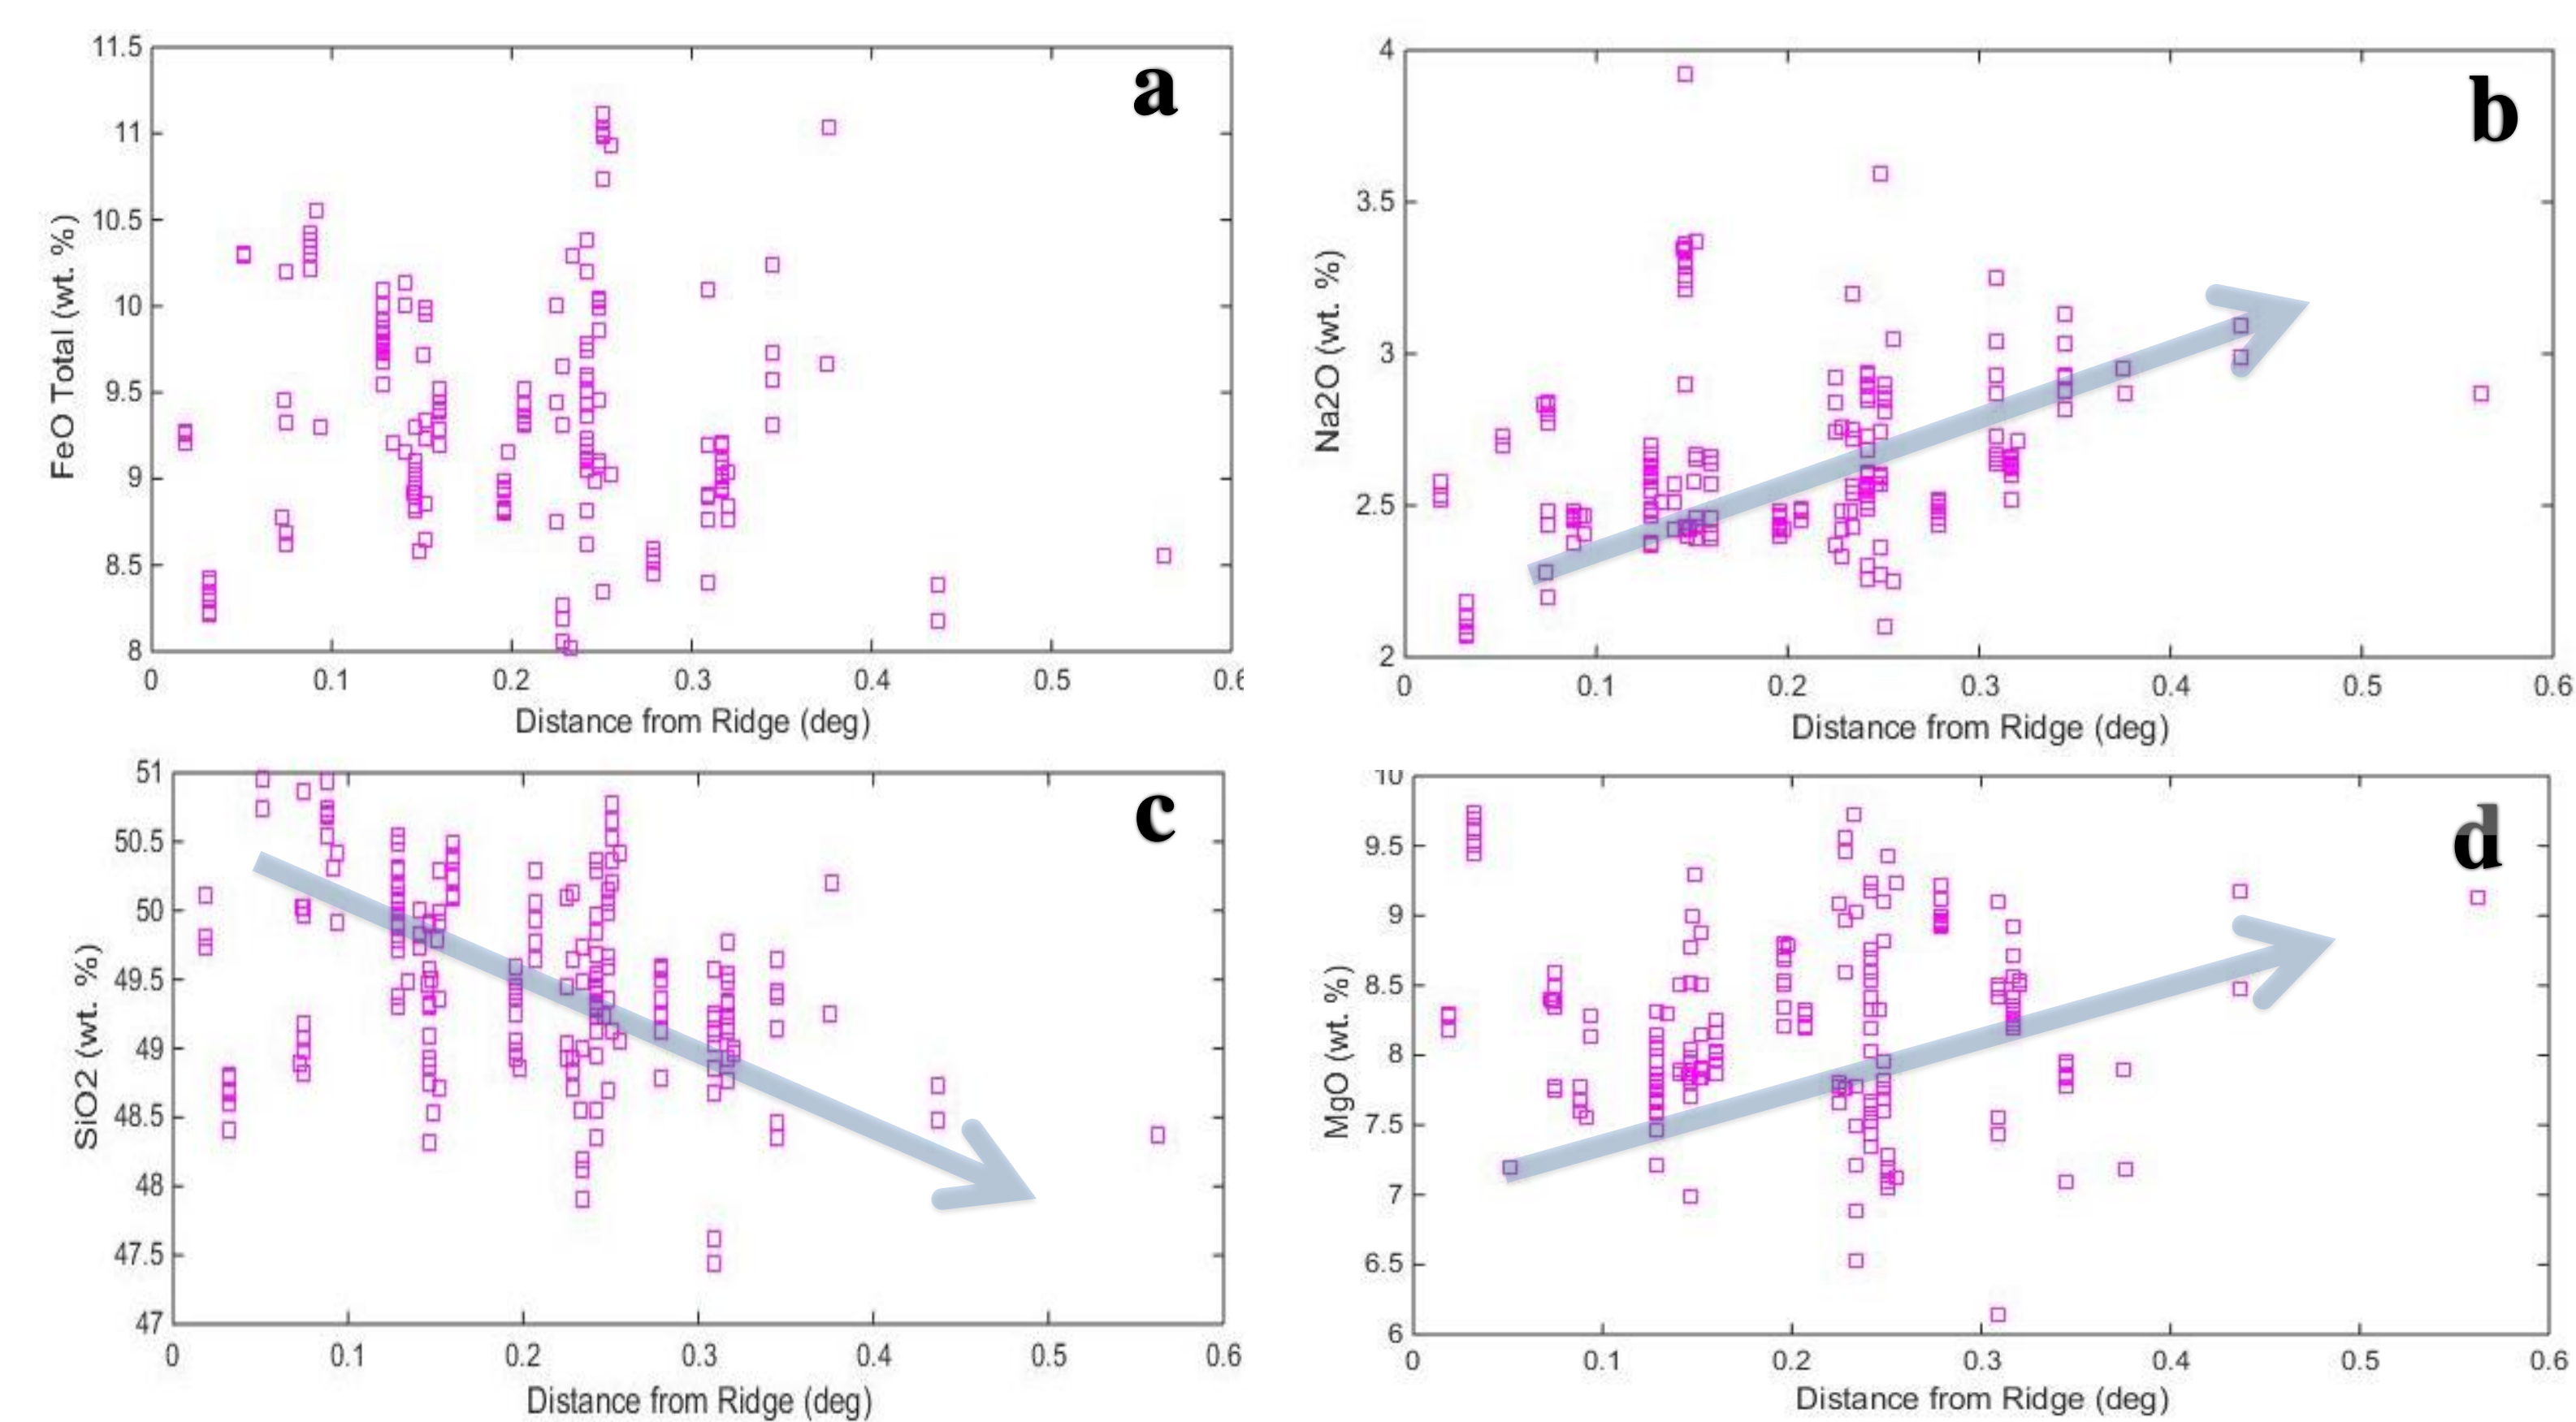 a
11.5
11
10.5
10
9.5
9
8.5
8
FeO Total (wt. %)
0 0.1 0.2 0.3 0.4 0.5 0.6
Distance from Ridge (deg)
b
4
3.5
3
2.5
2
Na2O (wt. %)
0 0.1 0.2 0.3 0.4 0.5 0.6
Distance from Ridge (deg)
c
51
50.5
50
49.5
49
48.5
48
47.5
47
SiO2 (wt. %)
0 0.1 0.2 0.3 0.4 0.5 0.6
Distance from Ridge (deg)
d
10
9.5
9
8.5
8
7.5
7
6.5
6
MgO (wt. %)
0 0.1 0.2 0.3 0.4 0.5 0.6
Distance from Ridge (deg)